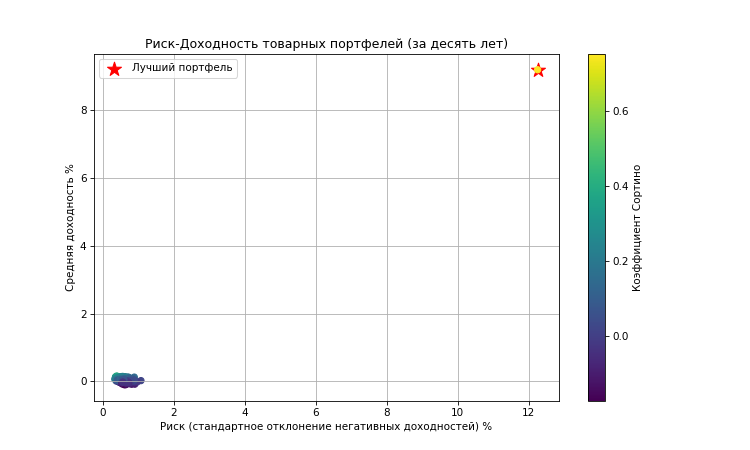 Риск-Доходность товарных портфелей (за десять лет)
Лучший портфель
Средняя доходность %
8
6
4
2
0
0 2 4 6 8 10 12
Риск (стандартное отклонение негативных доходностей) %
0.6
0.4
0.2
0.0
Коэффициент Сортино